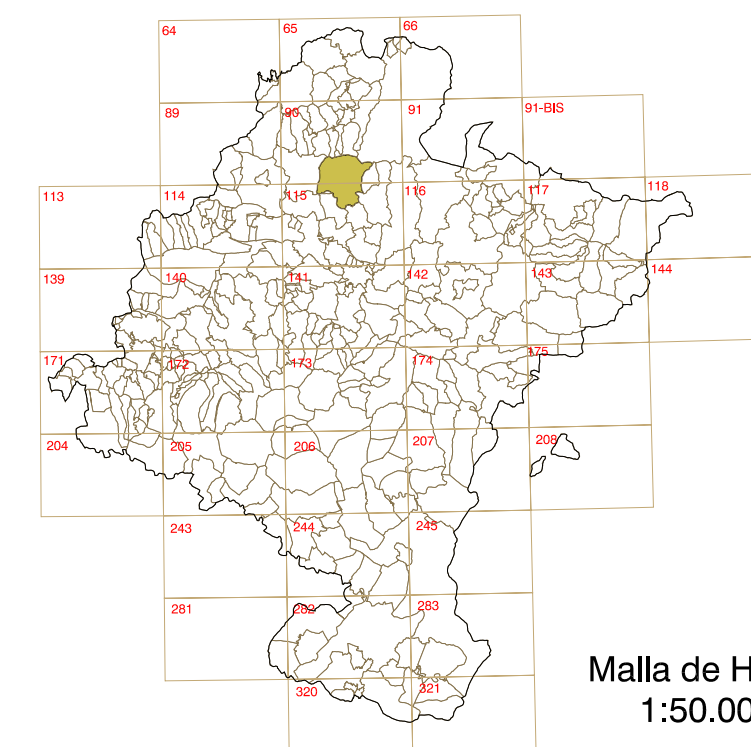 64 65 66
89 90 91 91-BIS
113 114 115 116 117 118
139 140 141 142 143 144
171 172 173 174 175
204 205 206 207 208
243 244 245
281 282 283
320 321
Malla de H
1:50.00